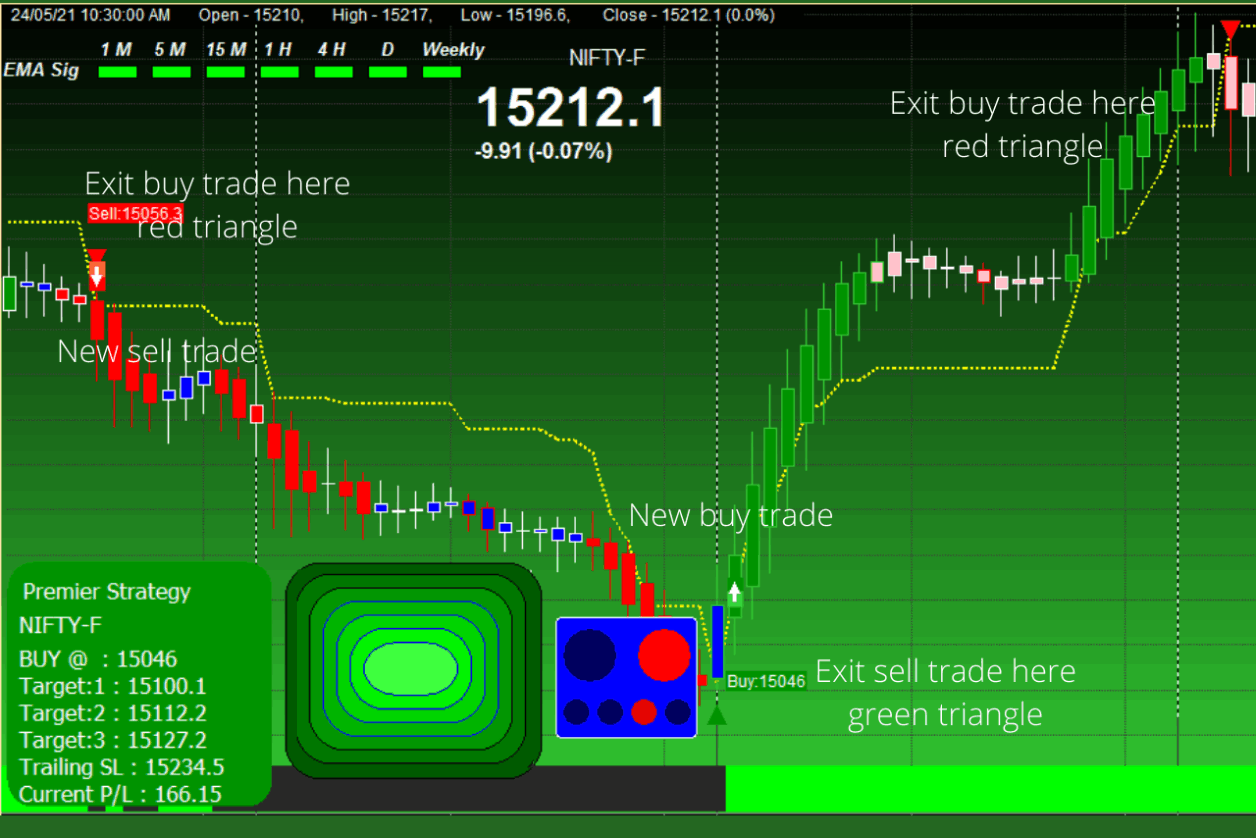 24/05/21 10:30:00 AM Open - 15210, High - 15217, Low - 15196.6, Close - 15212.1 (0.0%)
1 M 5 M 15 M 1 H 4 H D Weekly
EMA Sig
NIFTY-F
15212.1
-9.91 (-0.07%)
Exit buy trade here
red triangle
Exit buy trade here
Sell:15056.3
red triangle
New sell trade
New buy trade
Buy:15046
Exit sell trade here
green triangle
Premier Strategy
NIFTY-F
BUY @ : 15046
Target:1 : 15100.1
Target:2 : 15112.2
Target:3 : 15127.2
Trailing SL : 15234.5
Current P/L : 166.15